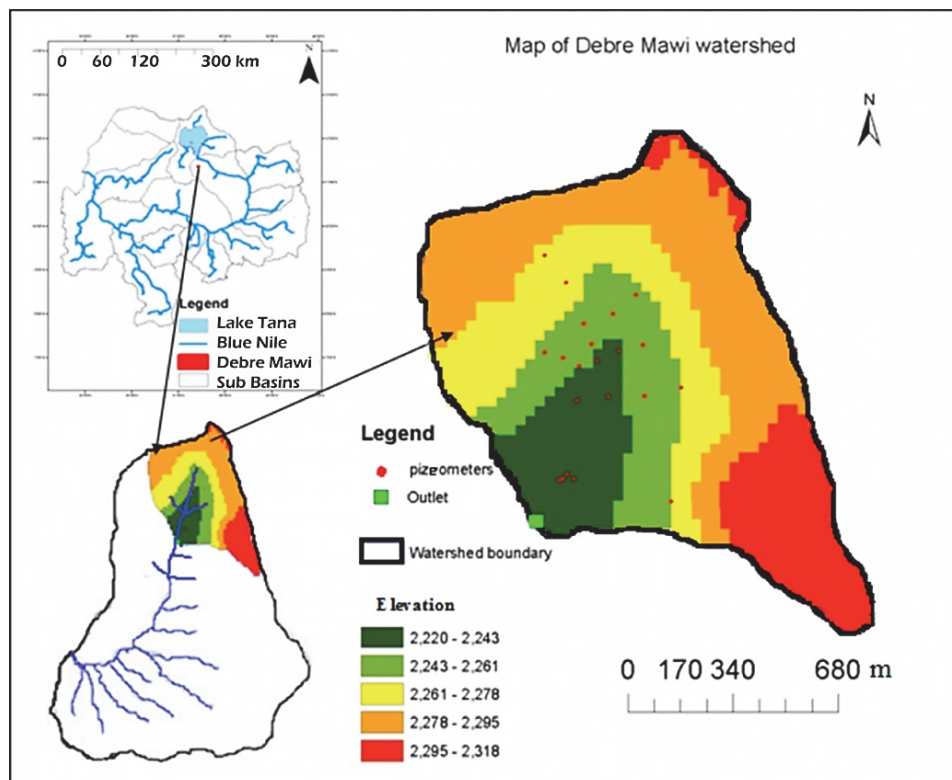 Map of Debre Mawi watershed
N
0 60 120 300 km
Legend
Lake Tana
Blue Nile
Debre Mawi
Sub Basins
N
Legend
pizeometers
Outlet
Watershed boundary
Elevation
2,220 - 2,243
2,243 - 2,261
2,261 - 2,278
2,278 - 2,295
2,295 - 2,318
0 170 340 680 m